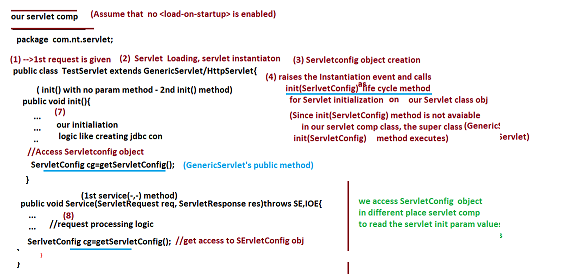 our servlet comp (Assume that no <load-on-startup> is enabled)
package com.nt.servlet;
(1) -->1st request is given (2) Servlet Loading, servlet instantiaton (3) Servletconfig object creation
public class TestServlet extends GenericServlet/HttpServlet{
(4) raises the Instantiation event and calls
( init() with no param method - 2nd init() method) init(SerlvetConfig) as life cycle method
public void init(){ for Servlet initialization on our Servlet class obj
... (7)
(Since init(ServletConfig) method is not avaiable
... our initialiation in our servlet comp class, the super class (Generic
.. logic like creating jdbc con init(ServletConfig) method executes) Servlet)
//Access Servletconfig object
ServletConfig cg=getServletConfig(); (GenericServlet's public method)
}
(1st service(-,-) method)
public void Service(ServletRequest req, ServletResponse res)throws SE,IOE{ we access ServletConfig object
... (8) in different place servlet comp
... //request processing logic to read the servlet init param values
SerlvetConfig cg=getServletConfig(); //get access to SErvletConfig obj
}